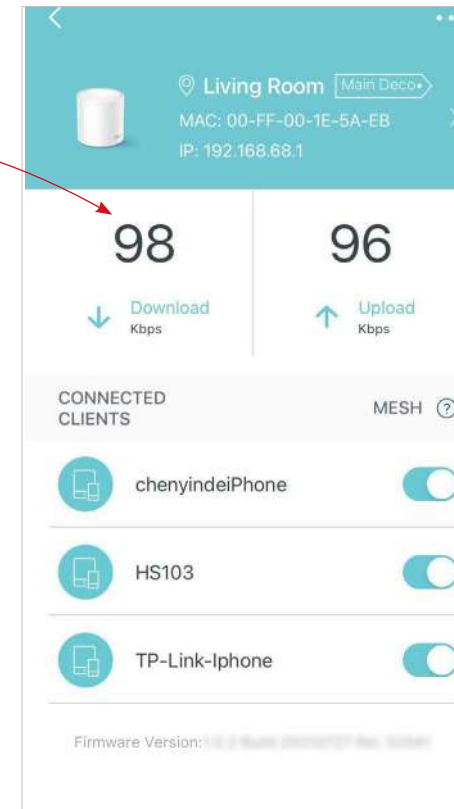 Living Room Main Deco
MAC: 00-FF-00-1E-5A-EB
IP: 192.168.68.1
98 96
Download Upload
Kbps Kbps
CONNECTED
CLIENTS
MESH ?
chenyindeiPhone
HS103
TP-Link-Iphone
Firmware Version: